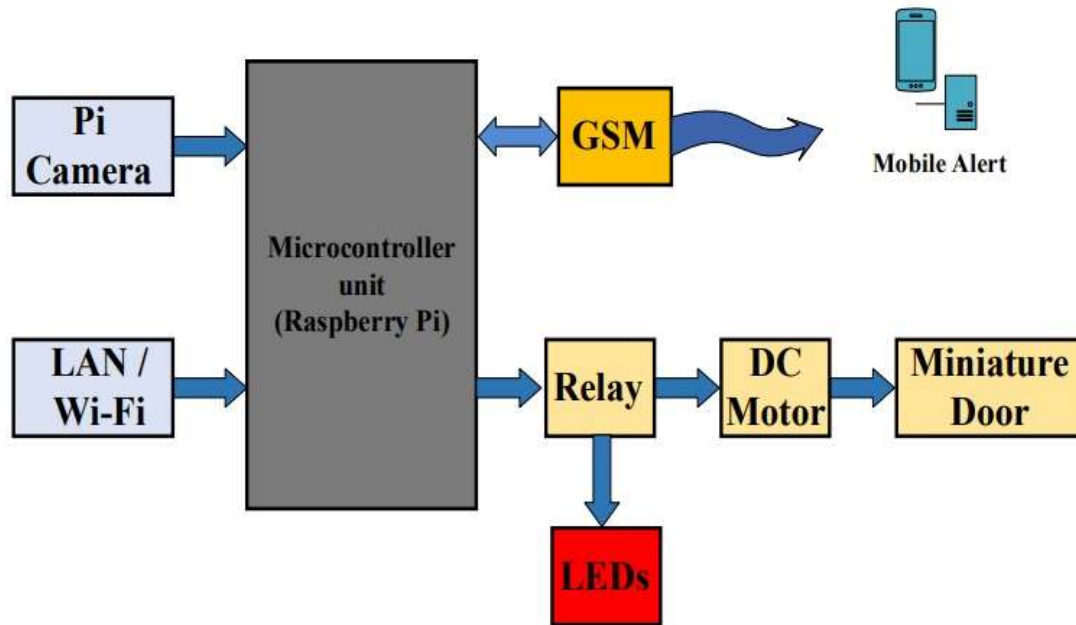 Pi
Camera
GSM
Mobile Alert
Microcontroller
unit
(Raspberry Pi)
LAN /
Wi-Fi
Relay
DC
Motor
Miniature
Door
LEDs